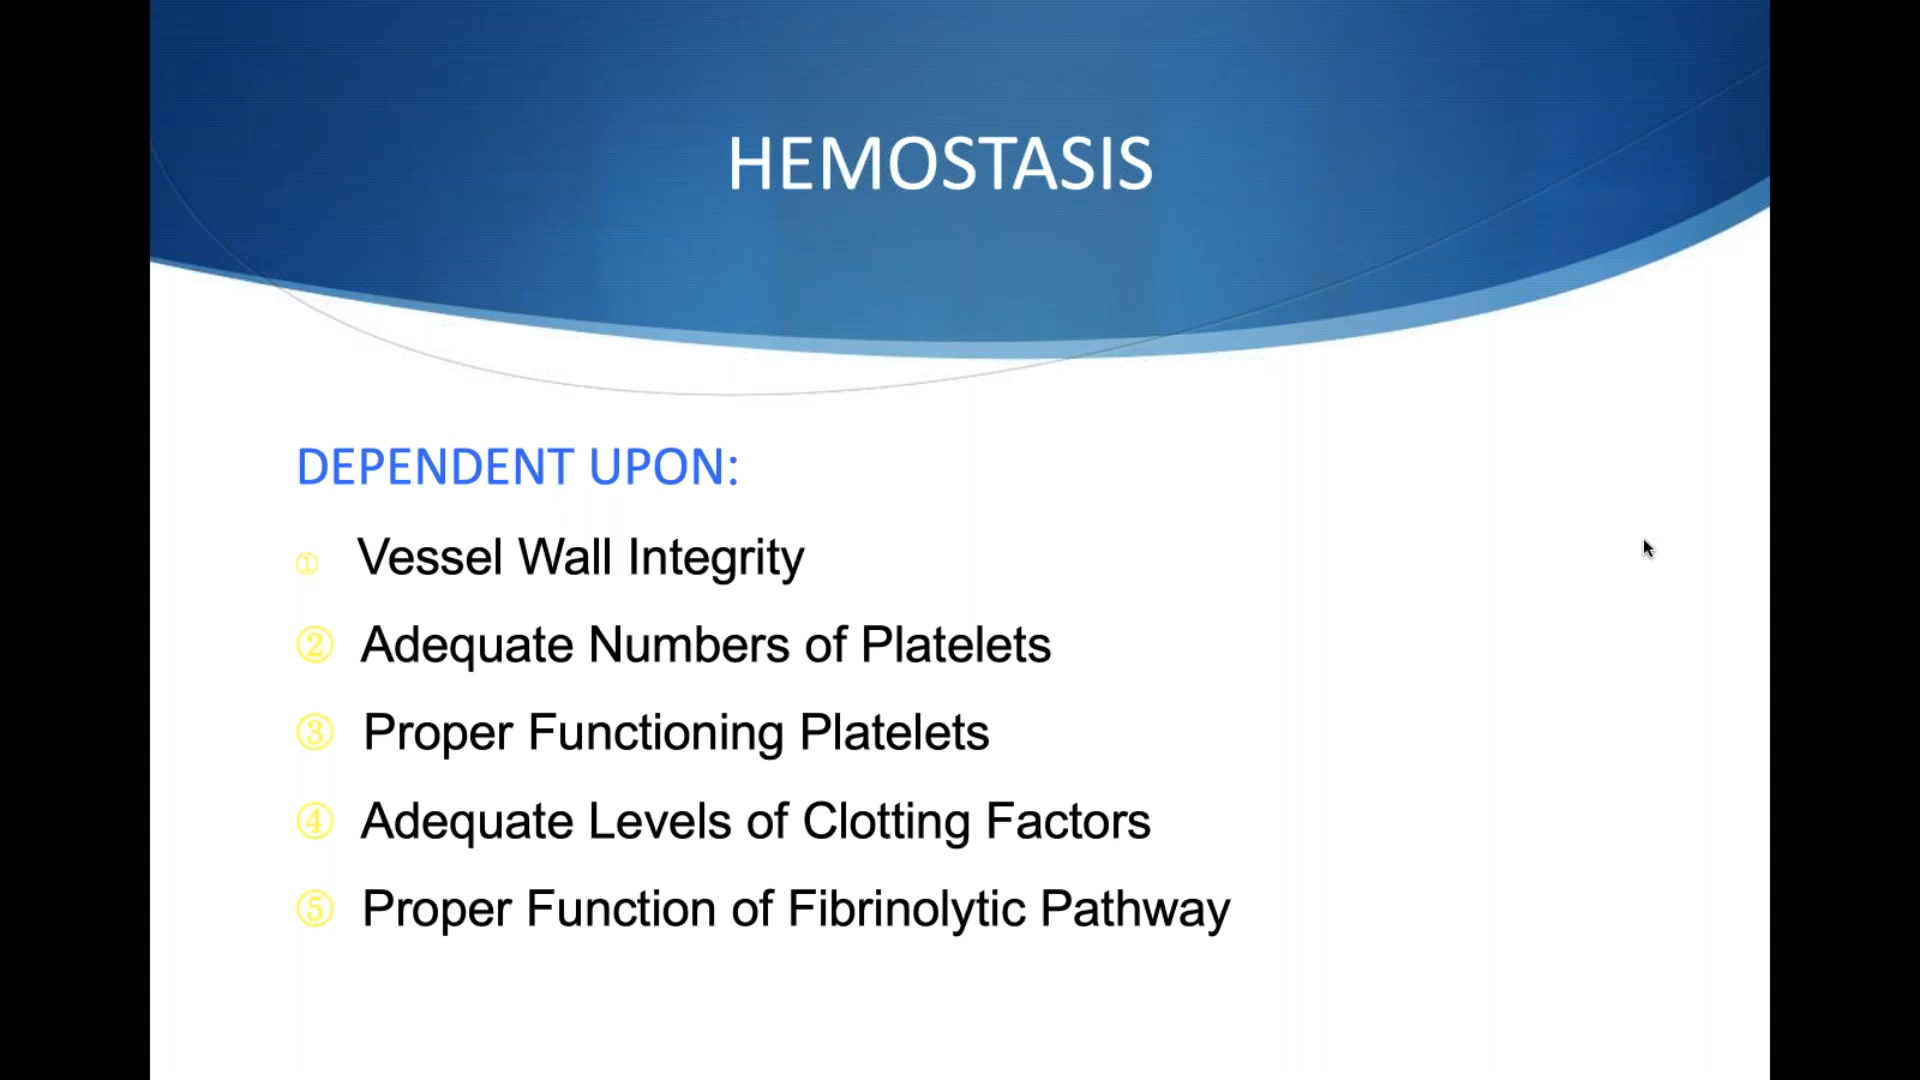 HEMOSTASIS
DEPENDENT UPON:
① Vessel Wall Integrity
② Adequate Numbers of Platelets
③ Proper Functioning Platelets
④ Adequate Levels of Clotting Factors
⑤ Proper Function of Fibrinolytic Pathway